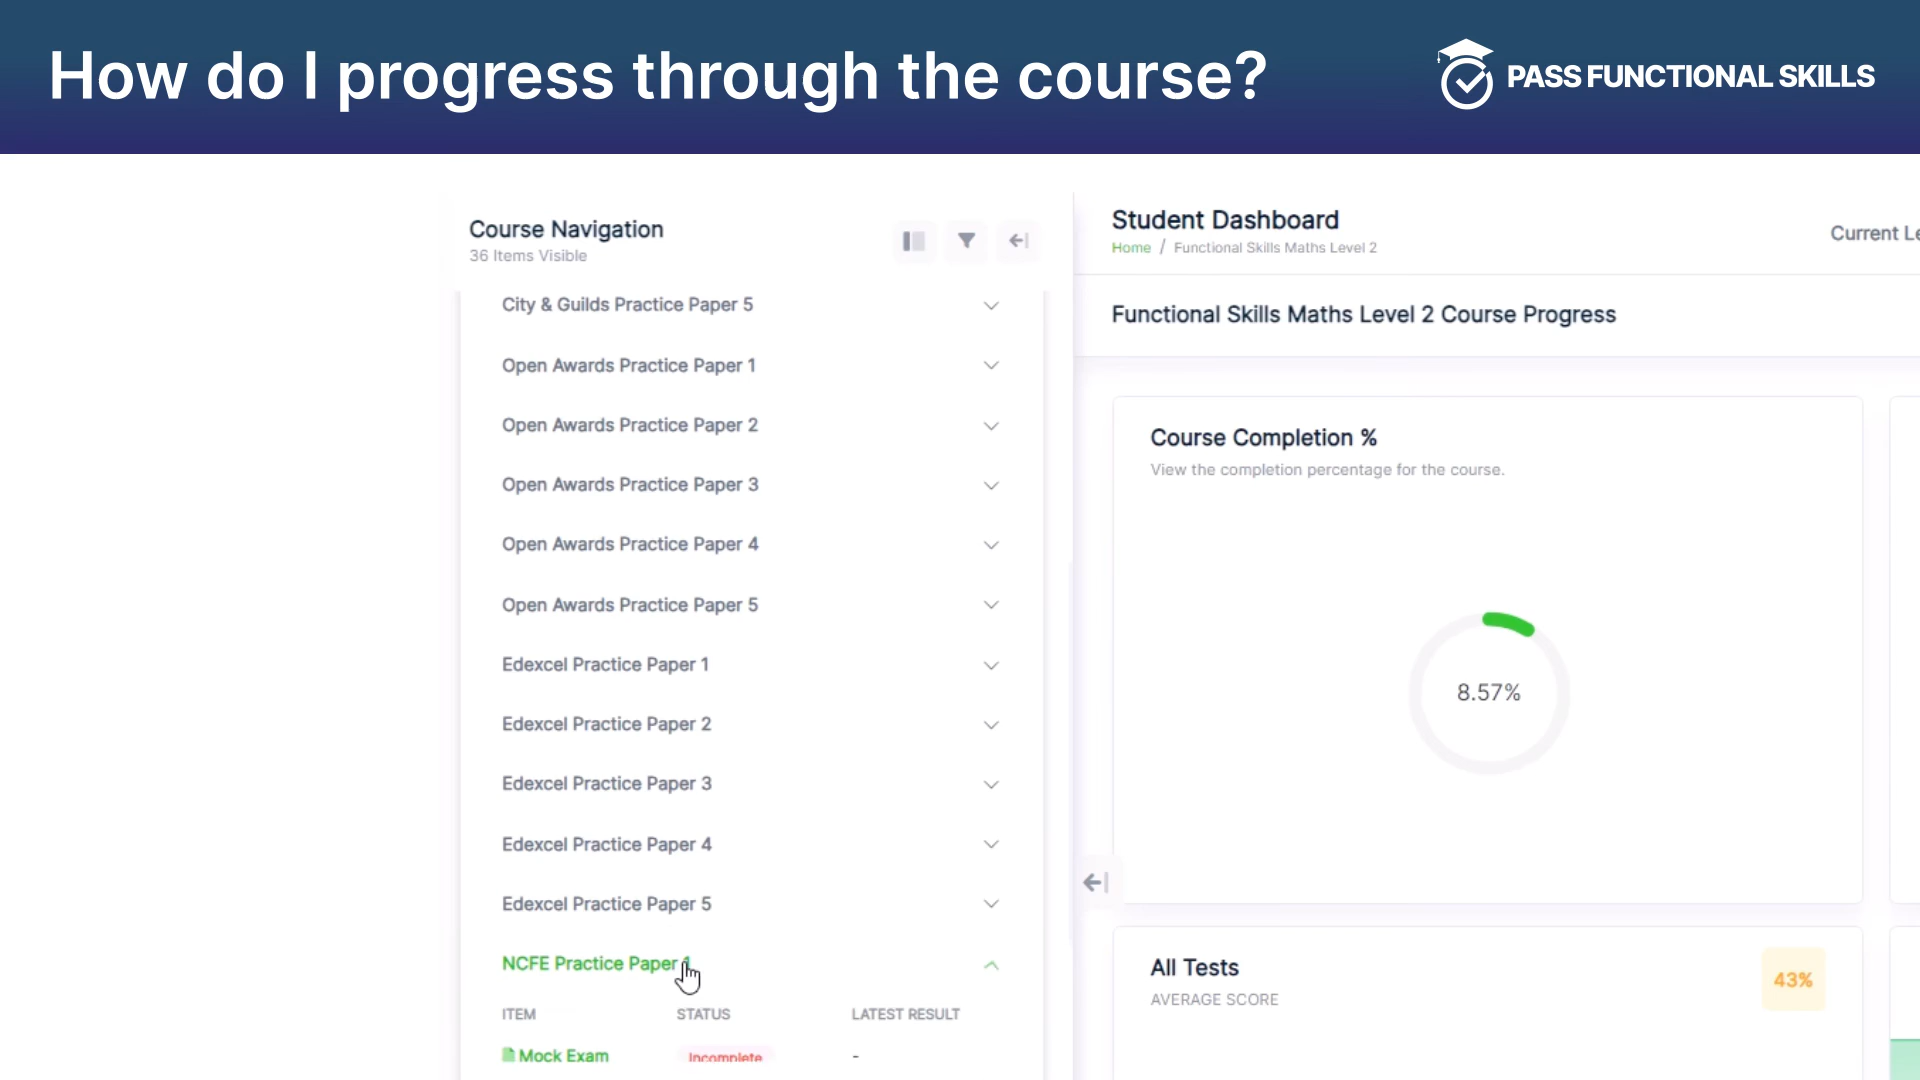 How do I progress through the course?
PASS FUNCTIONAL SKILLS
Course Navigation
36 Items Visible
City & Guilds Practice Paper 5
Open Awards Practice Paper 1
Open Awards Practice Paper 2
Open Awards Practice Paper 3
Open Awards Practice Paper 4
Open Awards Practice Paper 5
Edexcel Practice Paper 1
Edexcel Practice Paper 2
Edexcel Practice Paper 3
Edexcel Practice Paper 4
Edexcel Practice Paper 5
NCFE Practice Paper 1
ITEM STATUS LATEST RESULT
Mock Exam Incomplete -
Student Dashboard
Home / Functional Skills Maths Level 2
Current Le
Functional Skills Maths Level 2 Course Progress
Course Completion %
View the completion percentage for the course.
8.57%
All Tests
AVERAGE SCORE
43%